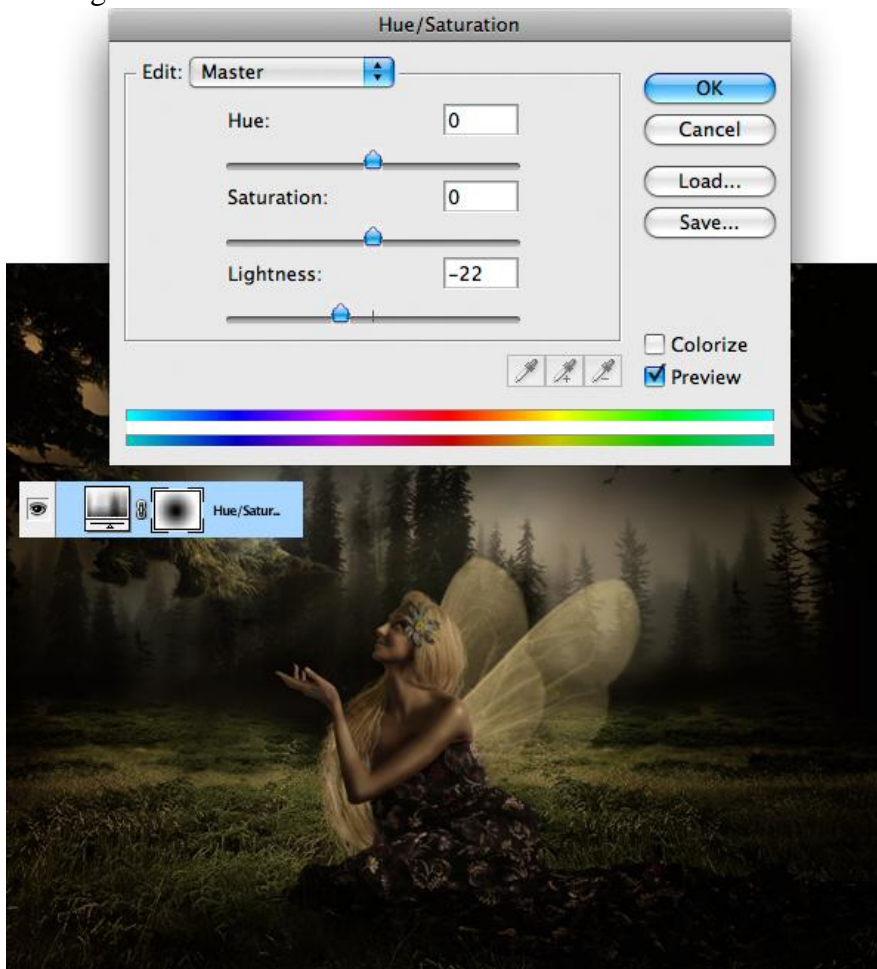 Hue/Saturation
Edit: Master
OK
Hue: 0
Cancel
Load...
Saturation: 0
Save...
Lightness: -22
Colorize
Preview
Hue/Satur...